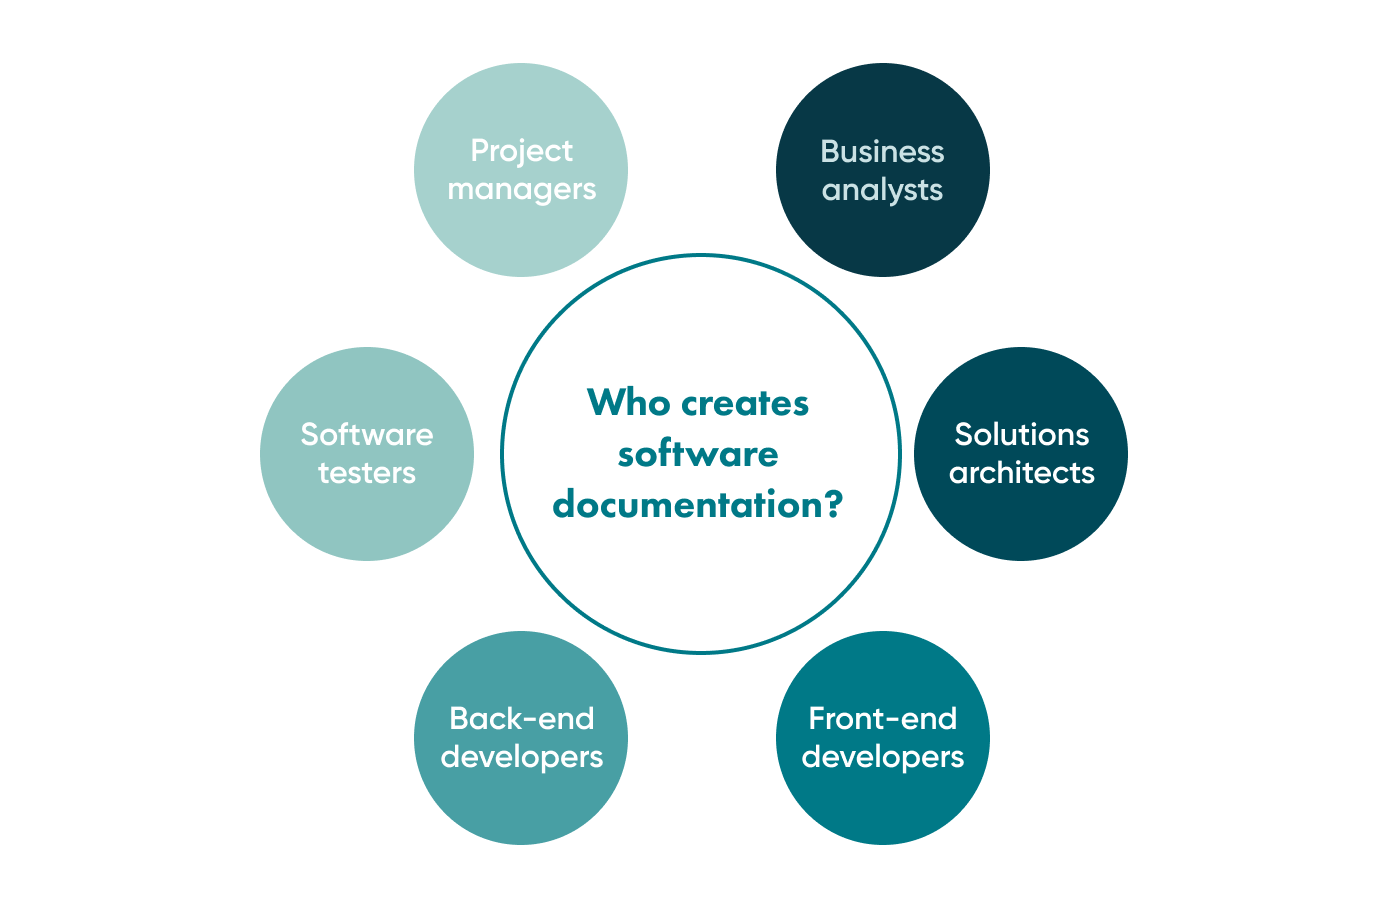 Project
managers
Business
analysts
Who creates
software
documentation?
Software
testers
Solutions
architects
Back-end
developers
Front-end
developers